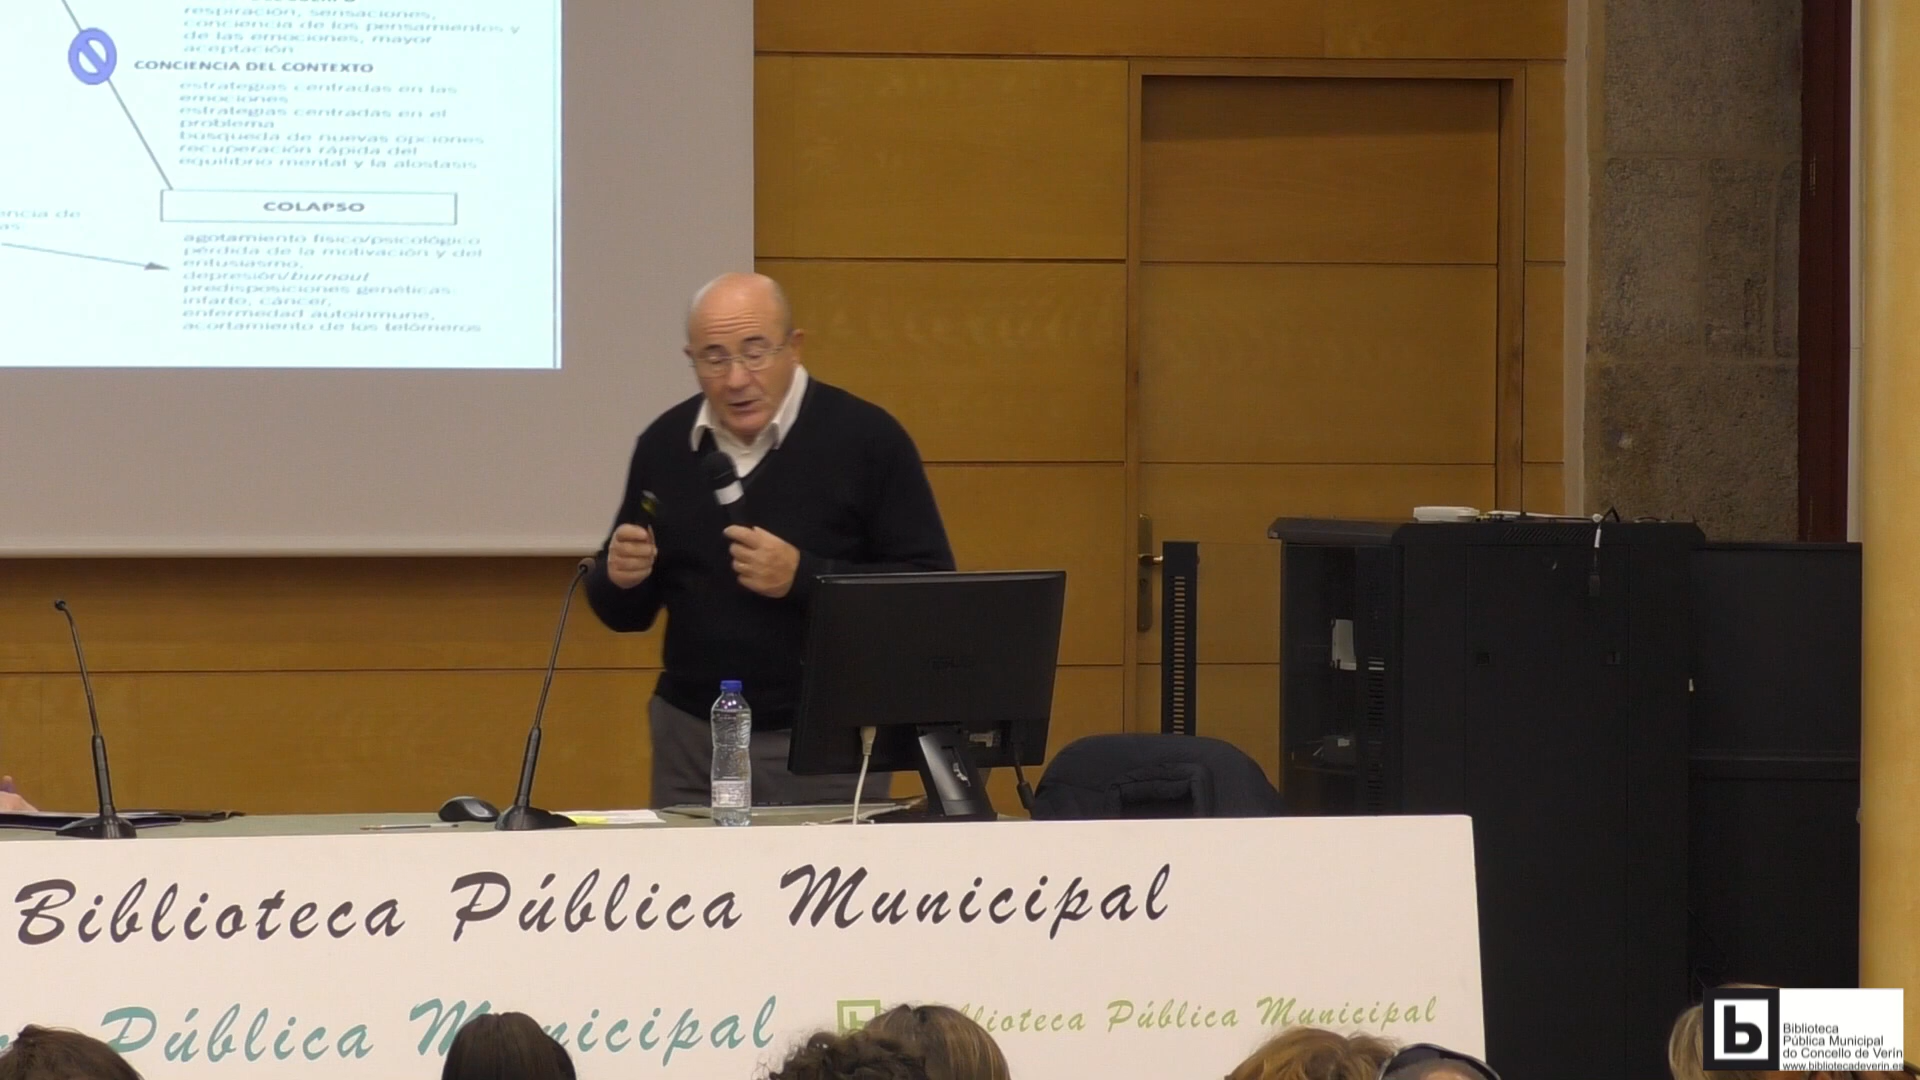 respiración, sensaciones,
conciencia de los pensamientos y
de las emociones, mayor
aceptación
CONCIENCIA DEL CONTEXTO
estrategias centradas en las
emociones
estrategias centradas en el
problema
búsqueda de nuevas opciones
recuperación rápida del
equilibrio mental y la alostasis
COLAPSO
agotamiento físico/psicológico
pérdida de la motivación y del
entusiasmo,
depresión/burnout
predisposiciones genéticas:
infarto, cáncer,
enfermedad autoinmune,
acortamiento de los telómeros
Biblioteca Pública Municipal
Pública Municipal
Biblioteca Pública Municipal
b
Biblioteca
Pública Municipal
do Concello de Verín
www.bibliotecadeverin.es